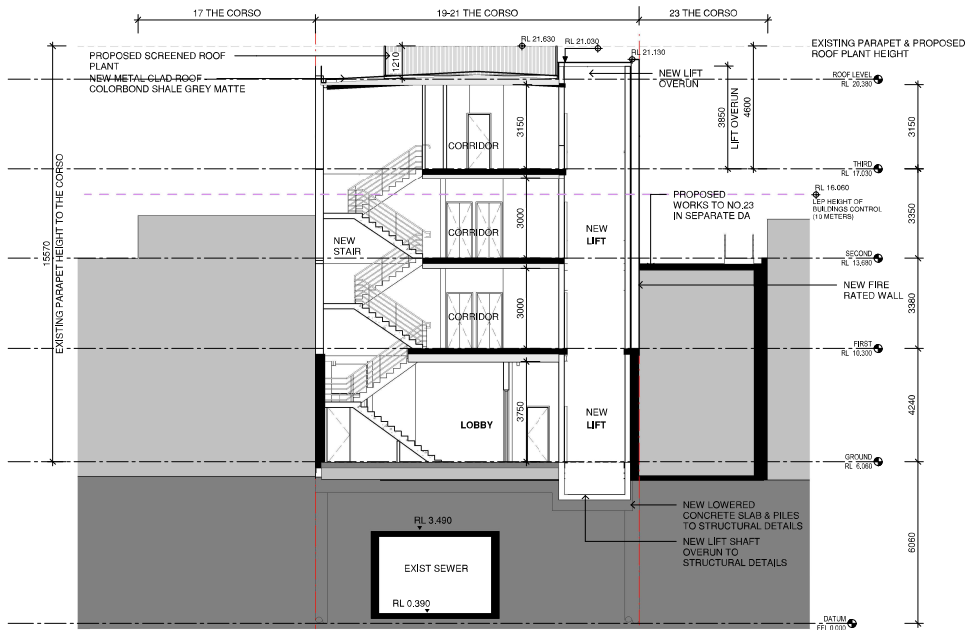 17 THE CORSO
19-21 THE CORSO
23 THE CORSO
RL 21.630
RL 21.030
RL 21.130
EXISTING PARAPET & PROPOSED
ROOF PLANT HEIGHT
PROPOSED SCREENED ROOF
PLANT
1210
NEW METAL CLAD ROOF
COLORBOND SHALE GREY MATTE
NEW LIFT
OVERUN
ROOF LEVEL
RL 20.380
3850
LIFT OVERUN
4600
3150
3150
CORRIDOR
THIRD
RL 17.030
RL 16.060
LEP HEIGHT OF
BUILDINGS CONTROL
(10 METERS)
PROPOSED
WORKS TO NO.23
IN SEPARATE DA
15570
EXISTING PARAPET HEIGHT TO THE CORSO
NEW
STAIR
CORRIDOR
3000
NEW
LIFT
3350
SECOND
RL 13.680
NEW FIRE
RATED WALL
CORRIDOR
3000
3380
FIRST
RL 10.300
LOBBY
3750
NEW
LIFT
4240
GROUND
RL 6.060
NEW LOWERED
CONCRETE SLAB & PILES
TO STRUCTURAL DETAILS
RL 3.490
EXIST SEWER
NEW LIFT SHAFT
OVERUN TO
STRUCTURAL DETAILS
6060
RL 0.390
DATUM
FFL 0.000